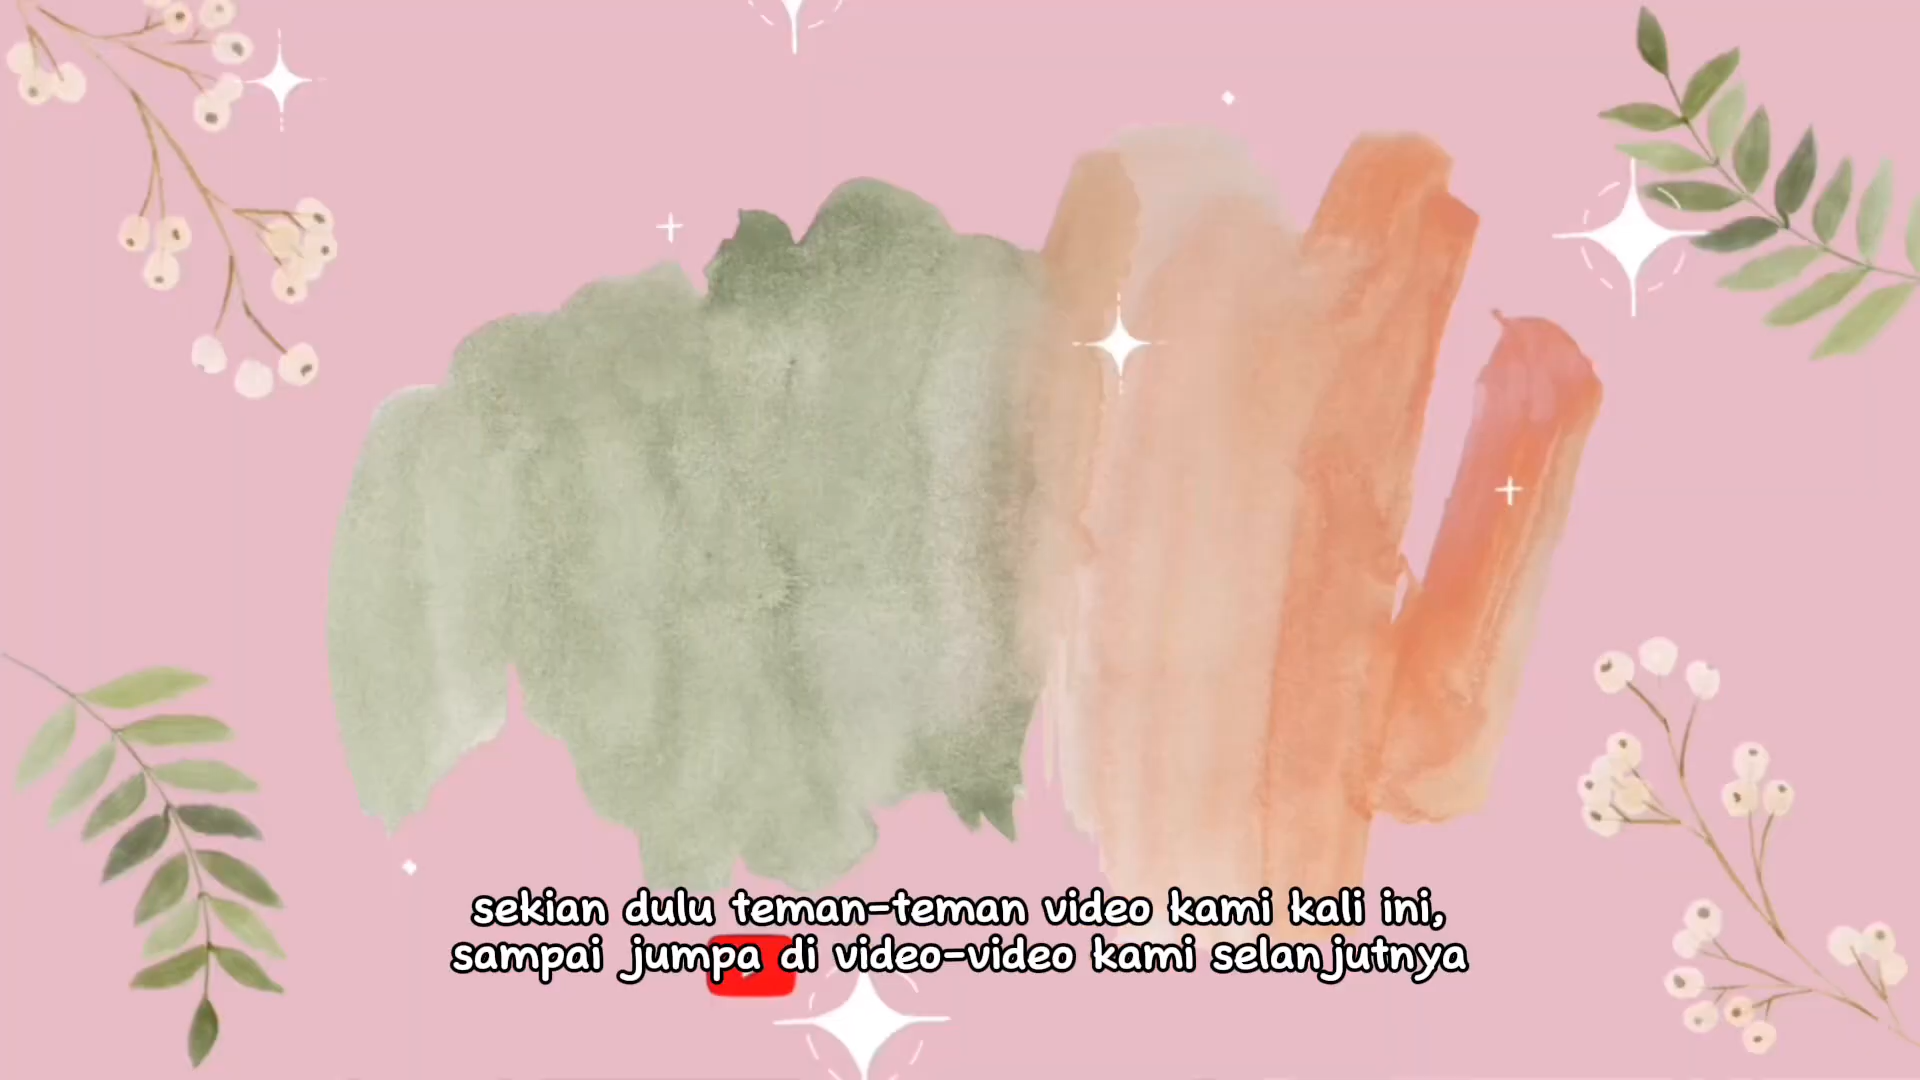 sekian dulu teman-teman video kami kali ini,
sampai jumpa di video-video kami selanjutnya